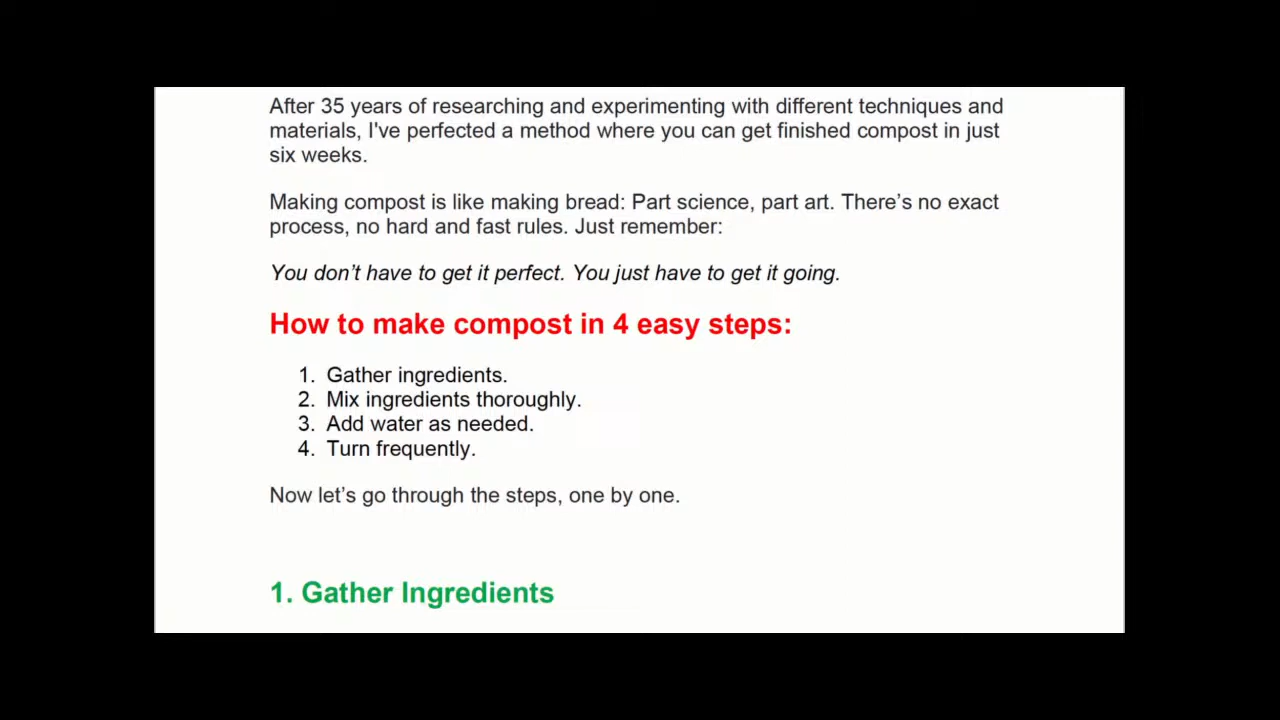 After 35 years of researching and experimenting with different techniques and
materials, I've perfected a method where you can get finished compost in just
six weeks.
Making compost is like making bread: Part science, part art. There’s no exact
process, no hard and fast rules. Just remember:
You don’t have to get it perfect. You just have to get it going.
How to make compost in 4 easy steps:
1. Gather ingredients.
2. Mix ingredients thoroughly.
3. Add water as needed.
4. Turn frequently.
Now let’s go through the steps, one by one.
1. Gather Ingredients